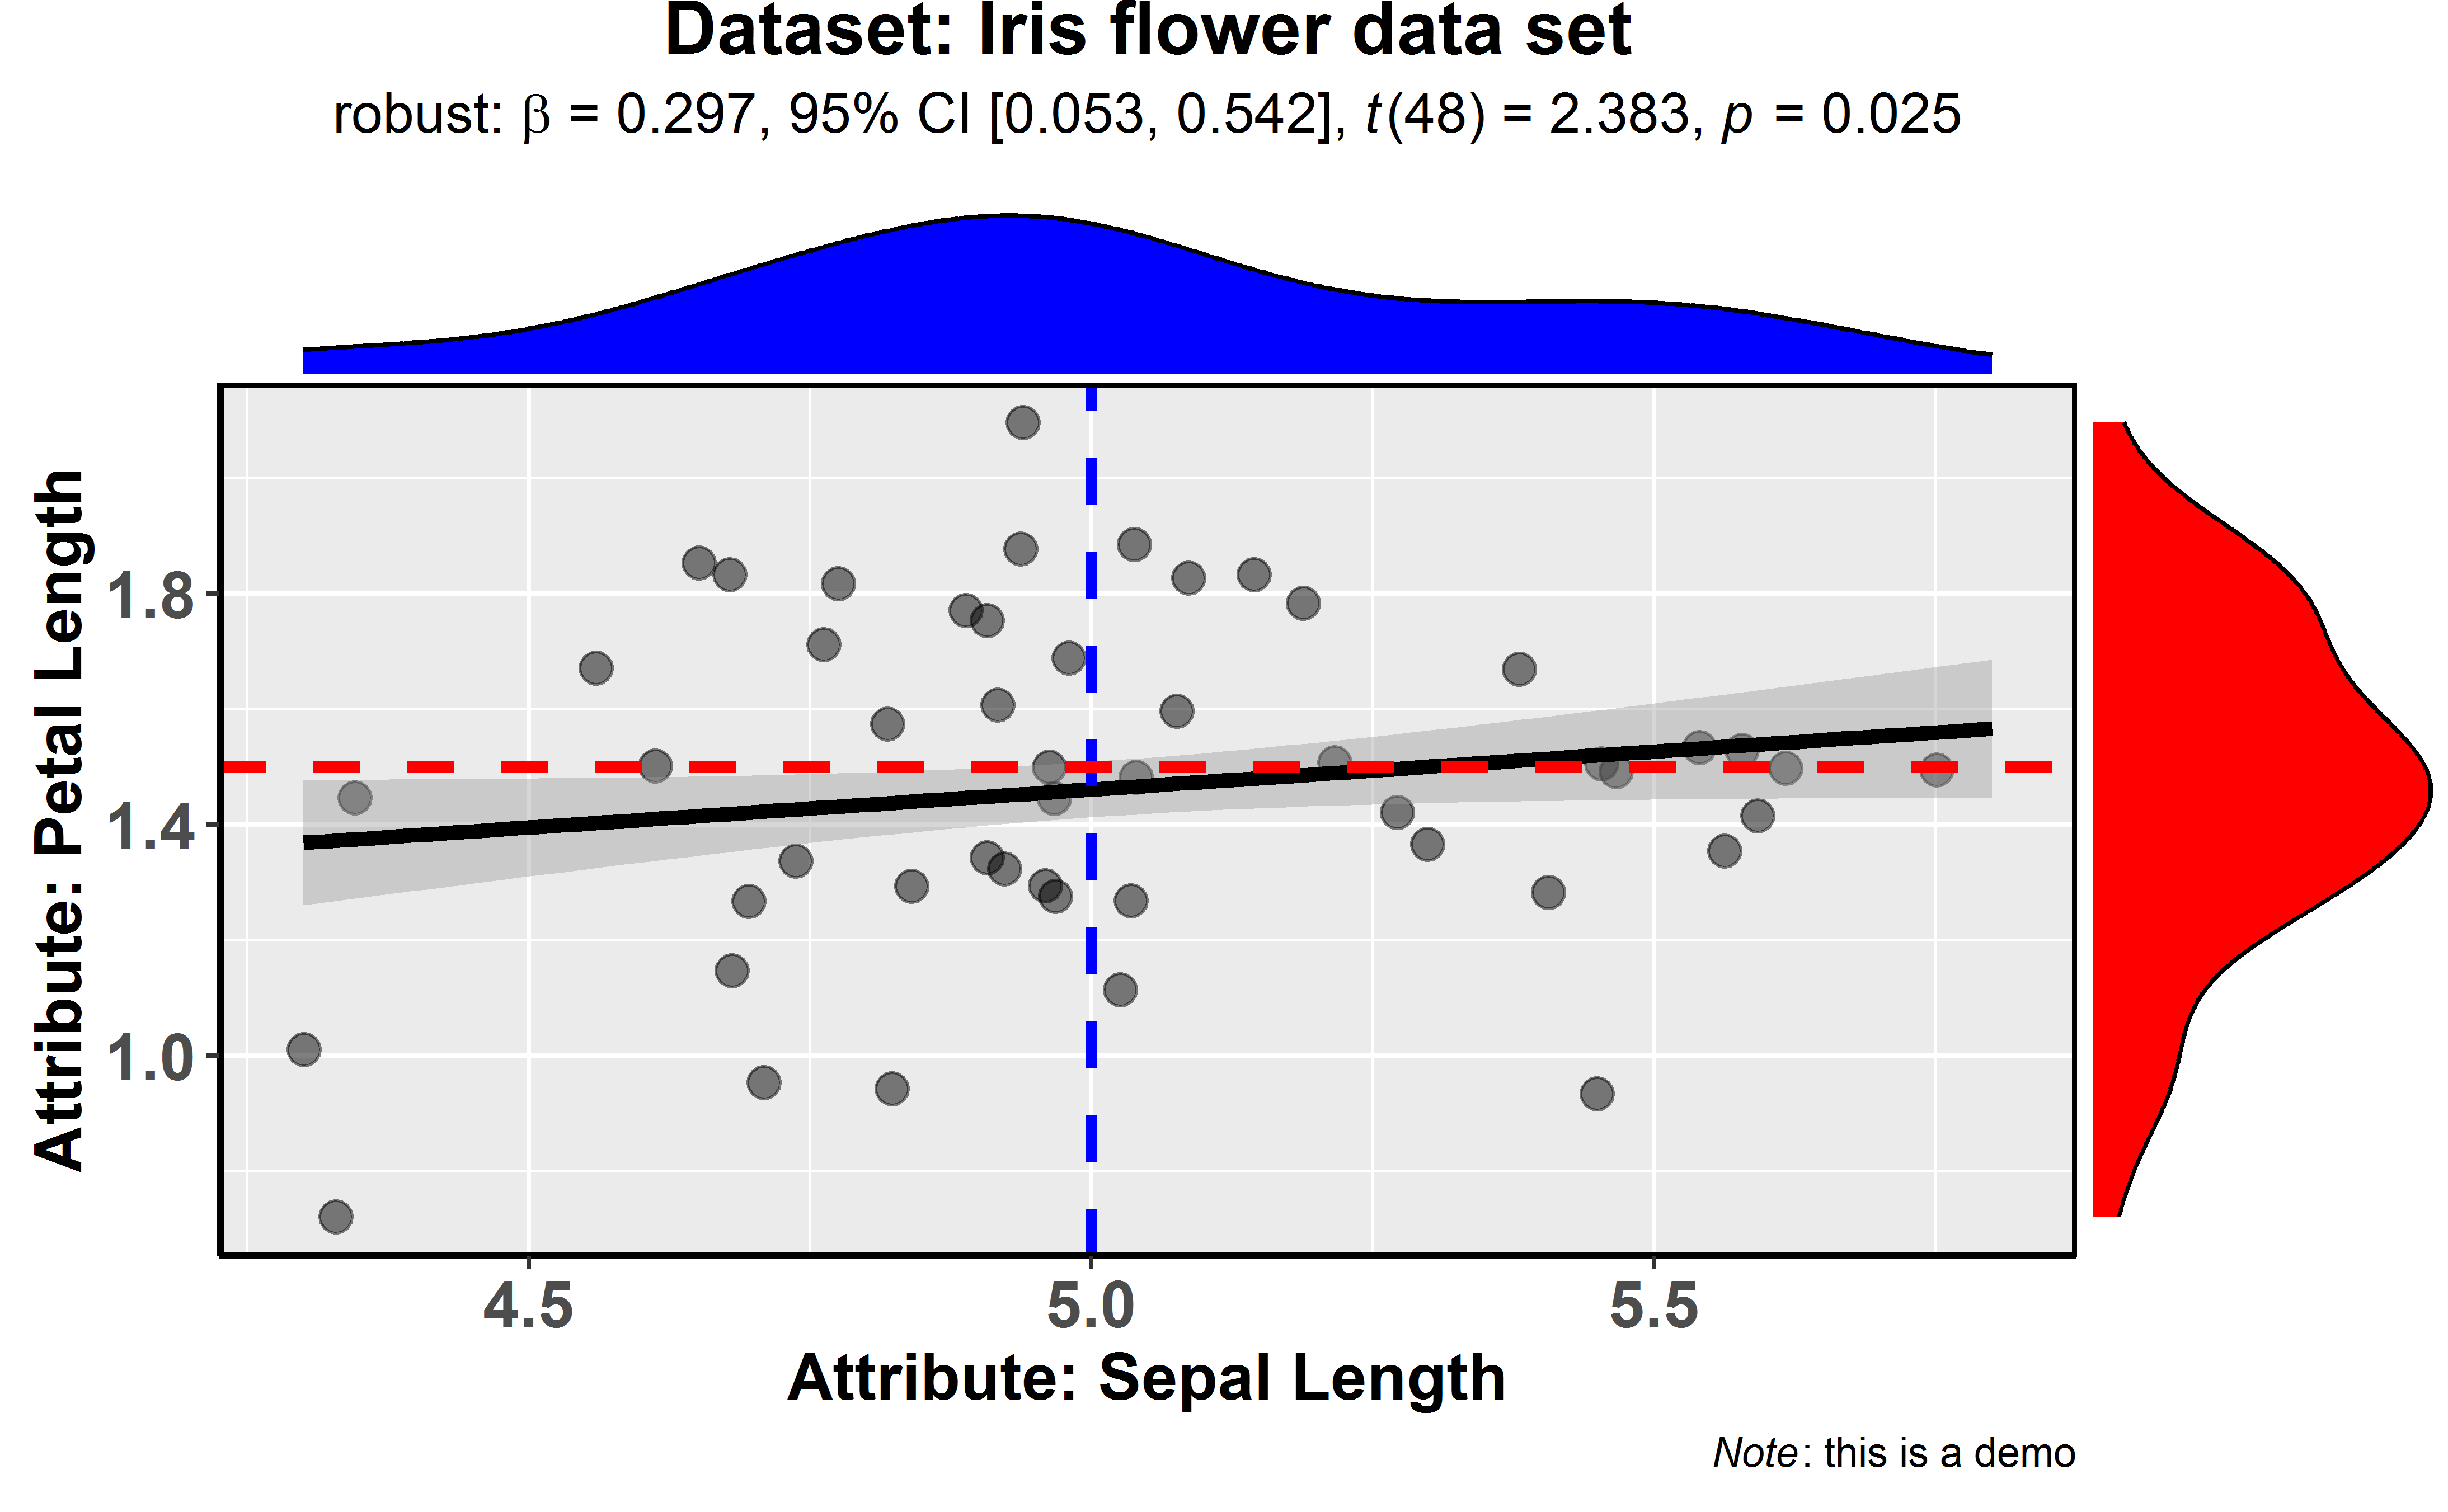 Dataset: Iris flower data set
robust: β = 0.297, 95% CI [0.053, 0.542], t(48) = 2.383, p = 0.025
Attribute: Petal Length
1.8
1.4
1.0
4.5 5.0 5.5
Attribute: Sepal Length
Note: this is a demo